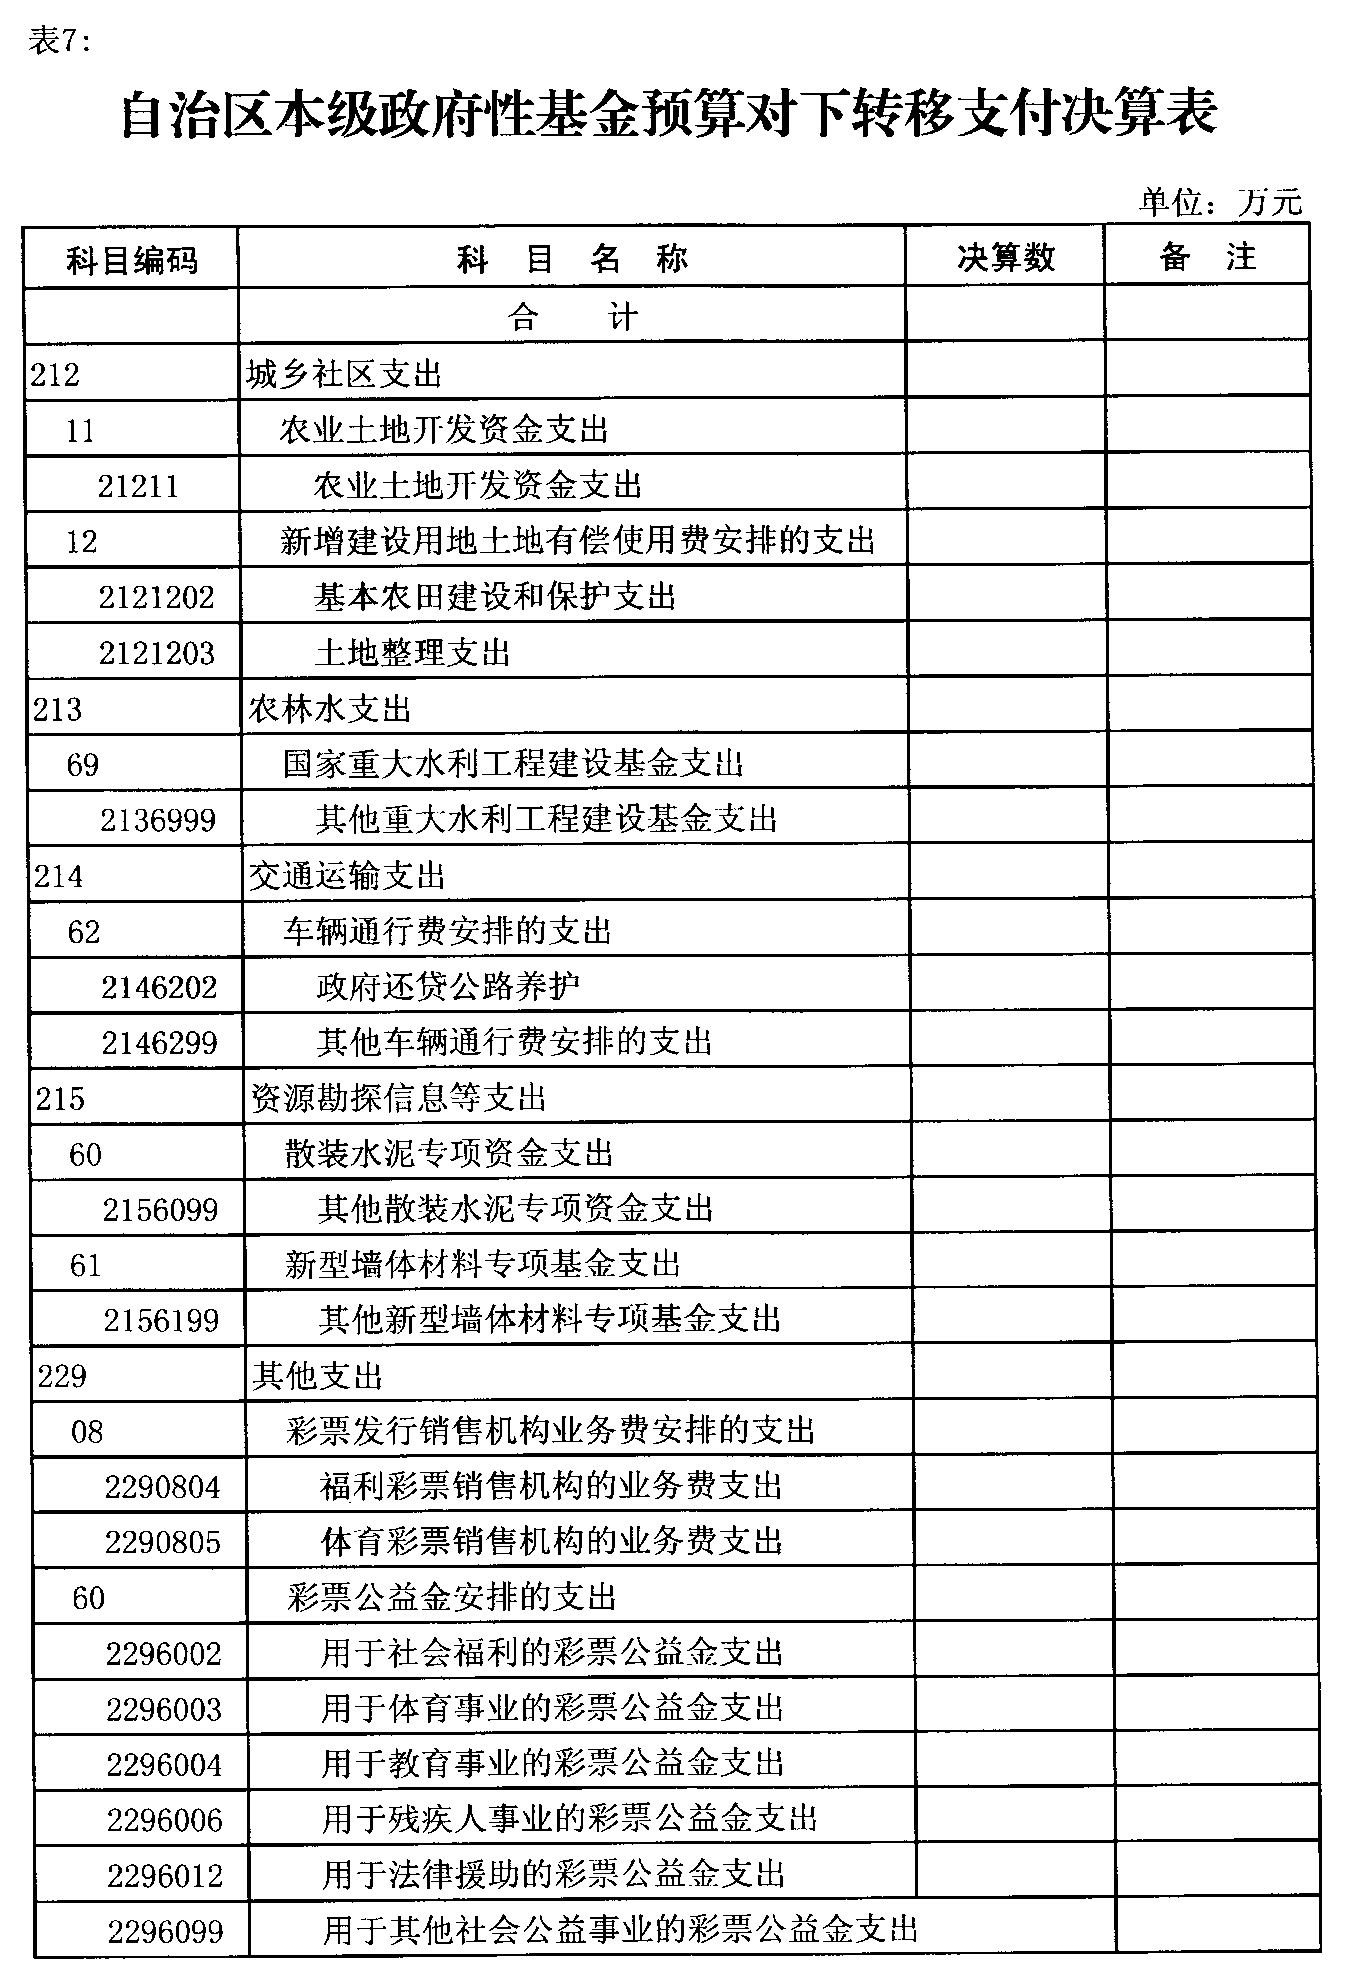 表7:
自治区本级政府性基金预算对下转移支付决算表
单位：万元
科目编码 科 目 名 称 决算数 备 注
合 计
212 城乡社区支出
11 农业土地开发资金支出
21211 农业土地开发资金支出
12 新增建设用地土地有偿使用费安排的支出
2121202 基本农田建设和保护支出
2121203 土地整理支出
213 农林水支出
69 国家重大水利工程建设基金支出
2136999 其他重大水利工程建设基金支出
214 交通运输支出
62 车辆通行费安排的支出
2146202 政府还贷公路养护
2146299 其他车辆通行费安排的支出
215 资源勘探信息等支出
60 散装水泥专项资金支出
2156099 其他散装水泥专项资金支出
61 新型墙体材料专项基金支出
2156199 其他新型墙体材料专项基金支出
229 其他支出
08 彩票发行销售机构业务费安排的支出
2290804 福利彩票销售机构的业务费支出
2290805 体育彩票销售机构的业务费支出
60 彩票公益金安排的支出
2296002 用于社会福利的彩票公益金支出
2296003 用于体育事业的彩票公益金支出
2296004 用于教育事业的彩票公益金支出
2296006 用于残疾人事业的彩票公益金支出
2296012 用于法律援助的彩票公益金支出
2296099 用于其他社会公益事业的彩票公益金支出